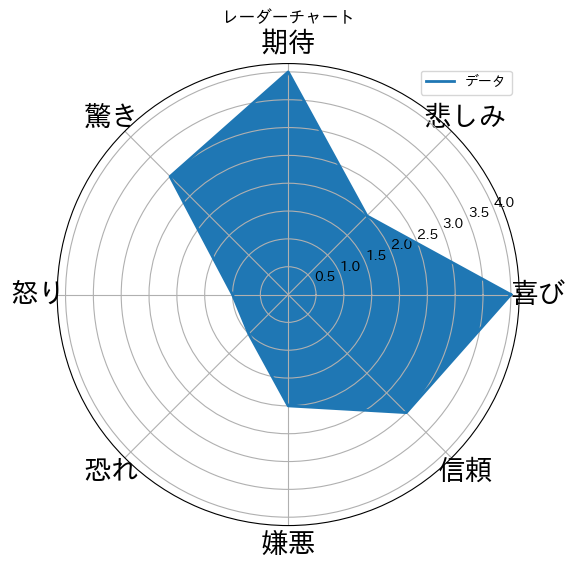 レーダーチャート
期待
データ
驚き
悲しみ
4.0
3.5
3.0
2.5
2.0
1.5
1.0
0.5
怒り
喜び
恐れ
信頼
嫌悪